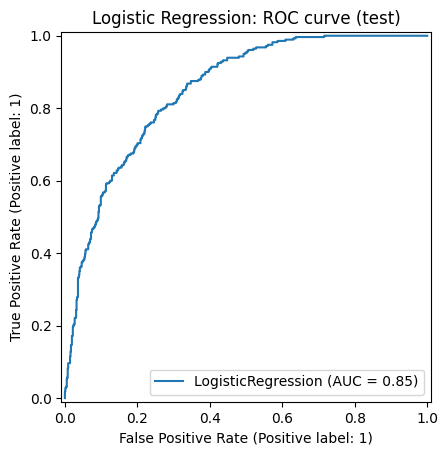 Logistic Regression: ROC curve (test)
1.0
0.8
0.6
0.4
0.2
0.0
True Positive Rate (Positive label: 1)
LogisticRegression (AUC = 0.85)
0.0 0.2 0.4 0.6 0.8 1.0
False Positive Rate (Positive label: 1)